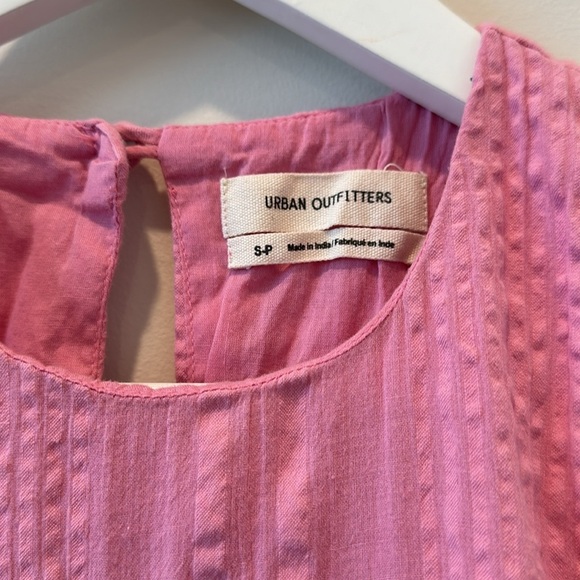 URBAN OUTFITTERS
S-P Made in India/Fabriqué en Inde